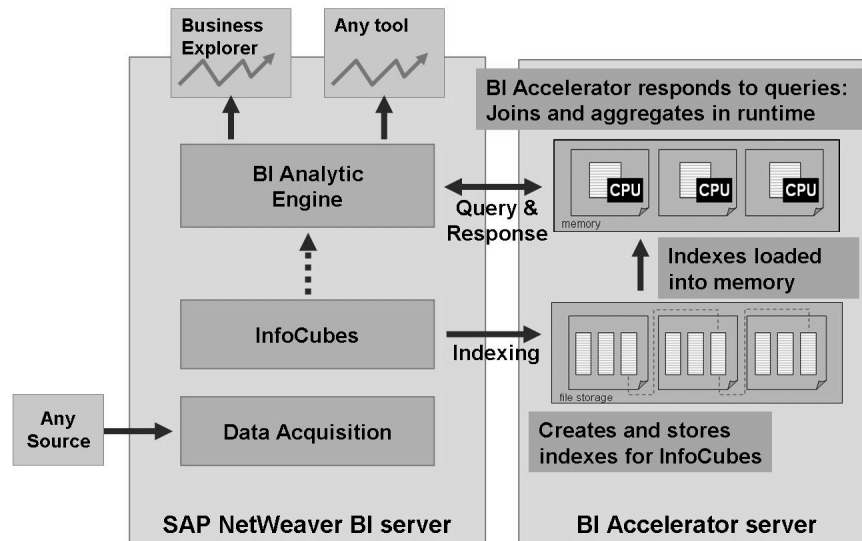 Business
Explorer
Any tool
BI Accelerator responds to queries:
Joins and aggregates in runtime
BI Analytic
Engine
Query &
Response
CPU
CPU
CPU
memory
Indexes loaded
into memory
InfoCubes
Indexing
file storage
Any
Source
Data Acquisition
Creates and stores
indexes for InfoCubes
SAP NetWeaver BI server
BI Accelerator server